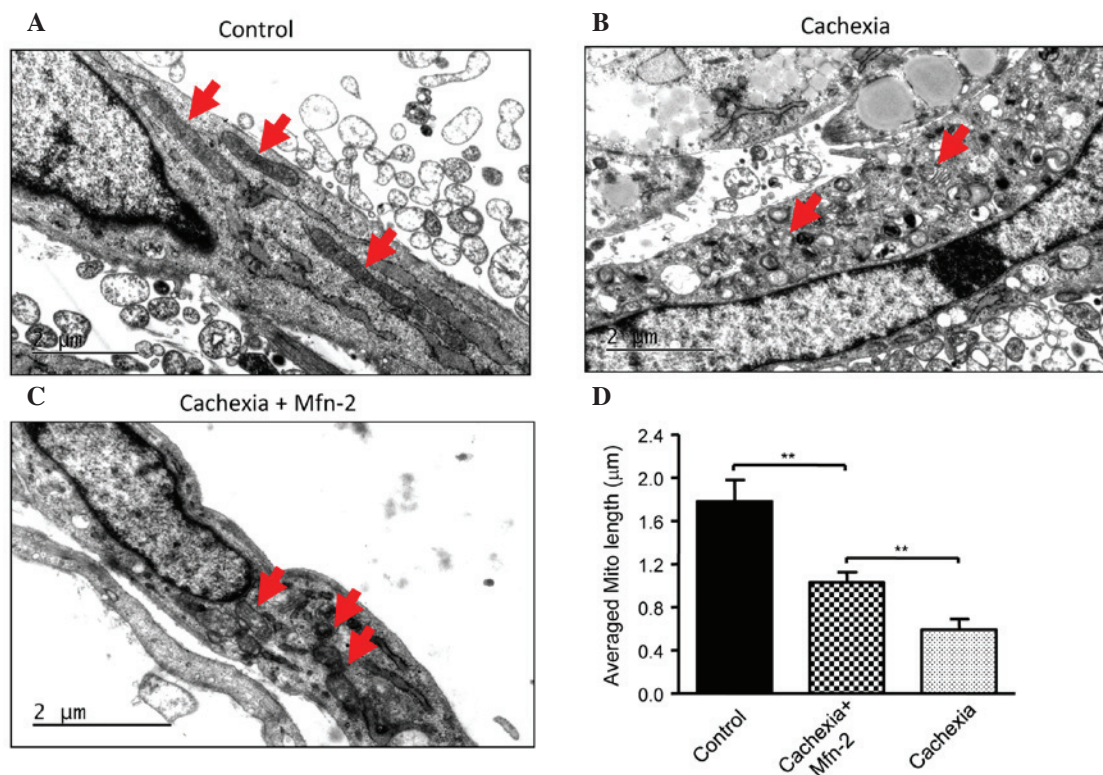 A
Control
2 μm
B
Cachexia
2 μm
C
Cachexia + Mfn-2
2 μm
D
Averaged Mito length (μm)
2.4
2.0
1.6
1.2
0.8
0.4
0.0
**
**
Control
Cachexia+
Mfn-2
Cachexia